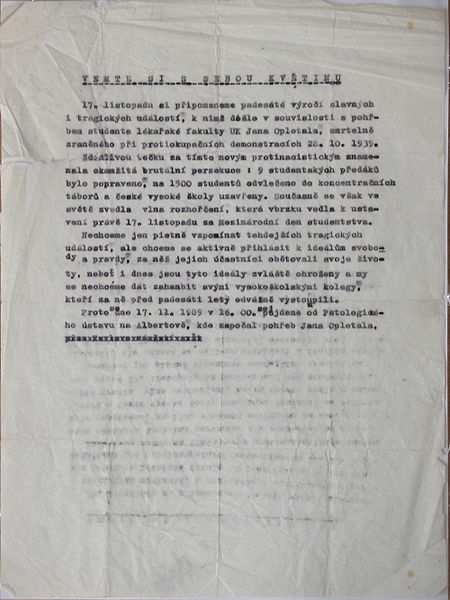 VEMTE SI S SEBOU KVĚTINU
17. listopadu si připomeneme padesáté výročí slavných
i tragických událostí, k nimž došlo v souvislosti s pohř-
bem studenta lékařské fakulty UK Jana Opletala, smrtelně
zraněného při protiokupačních demonstracích 28. 10. 1939.
Zdánlivou tečku za tímto novým protinacistickým
nala okamžitá brutální persekuce : 9 studentských předáků
bylo popraveno, na 1500 studentů odvlečeno do koncentračních
táborů a české vysoké školy uzavřeny. Současně se však ve
světě zvedla vlna rozhořčení, která vbrzku vedla k usta-
vení právě 17. listopadu za Mezinárodní den studentstva.
Nechceme jen pietně vzpomínat tehdejších tragických
událostí, ale chceme se aktivně přihlásit k ideálům svobo-
dy a pravdy, za něž jejich účastníci obětovali svoje živo-
ty, neboť i dnes jsou tyto ideály zvláště ohroženy a my
se nechceme dát zahanbit svými vysokoškolskými kolegy,
kteří za ně před padesáti lety odvážně vystoupili.
Proto dne 17. 11. 1989 v 16. 00. půjdeme od Patologické-
ho ústavu na Albertově, kde započal pohřeb Jana Opletala,